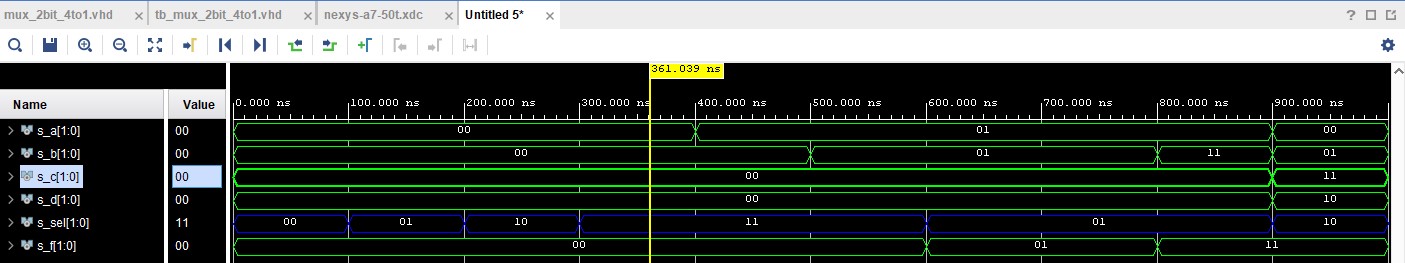 mux_2bit_4to1.vhd × tb_mux_2bit_4to1.vhd × nexys-a7-50t.xdc × Untitled 5* × ?
361.039 ns
Name Value 0.000 ns 100.000 ns 200.000 ns 300.000 ns 400.000 ns 500.000 ns 600.000 ns 700.000 ns 800.000 ns 900.000 ns
s_a[1:0] 00 00 01 00
s_b[1:0] 00 00 01 11 01
s_c[1:0] 00 00 11
s_d[1:0] 00 00 10
s_sel[1:0] 11 00 01 10 11 01 10
s_f[1:0] 00 00 01 11